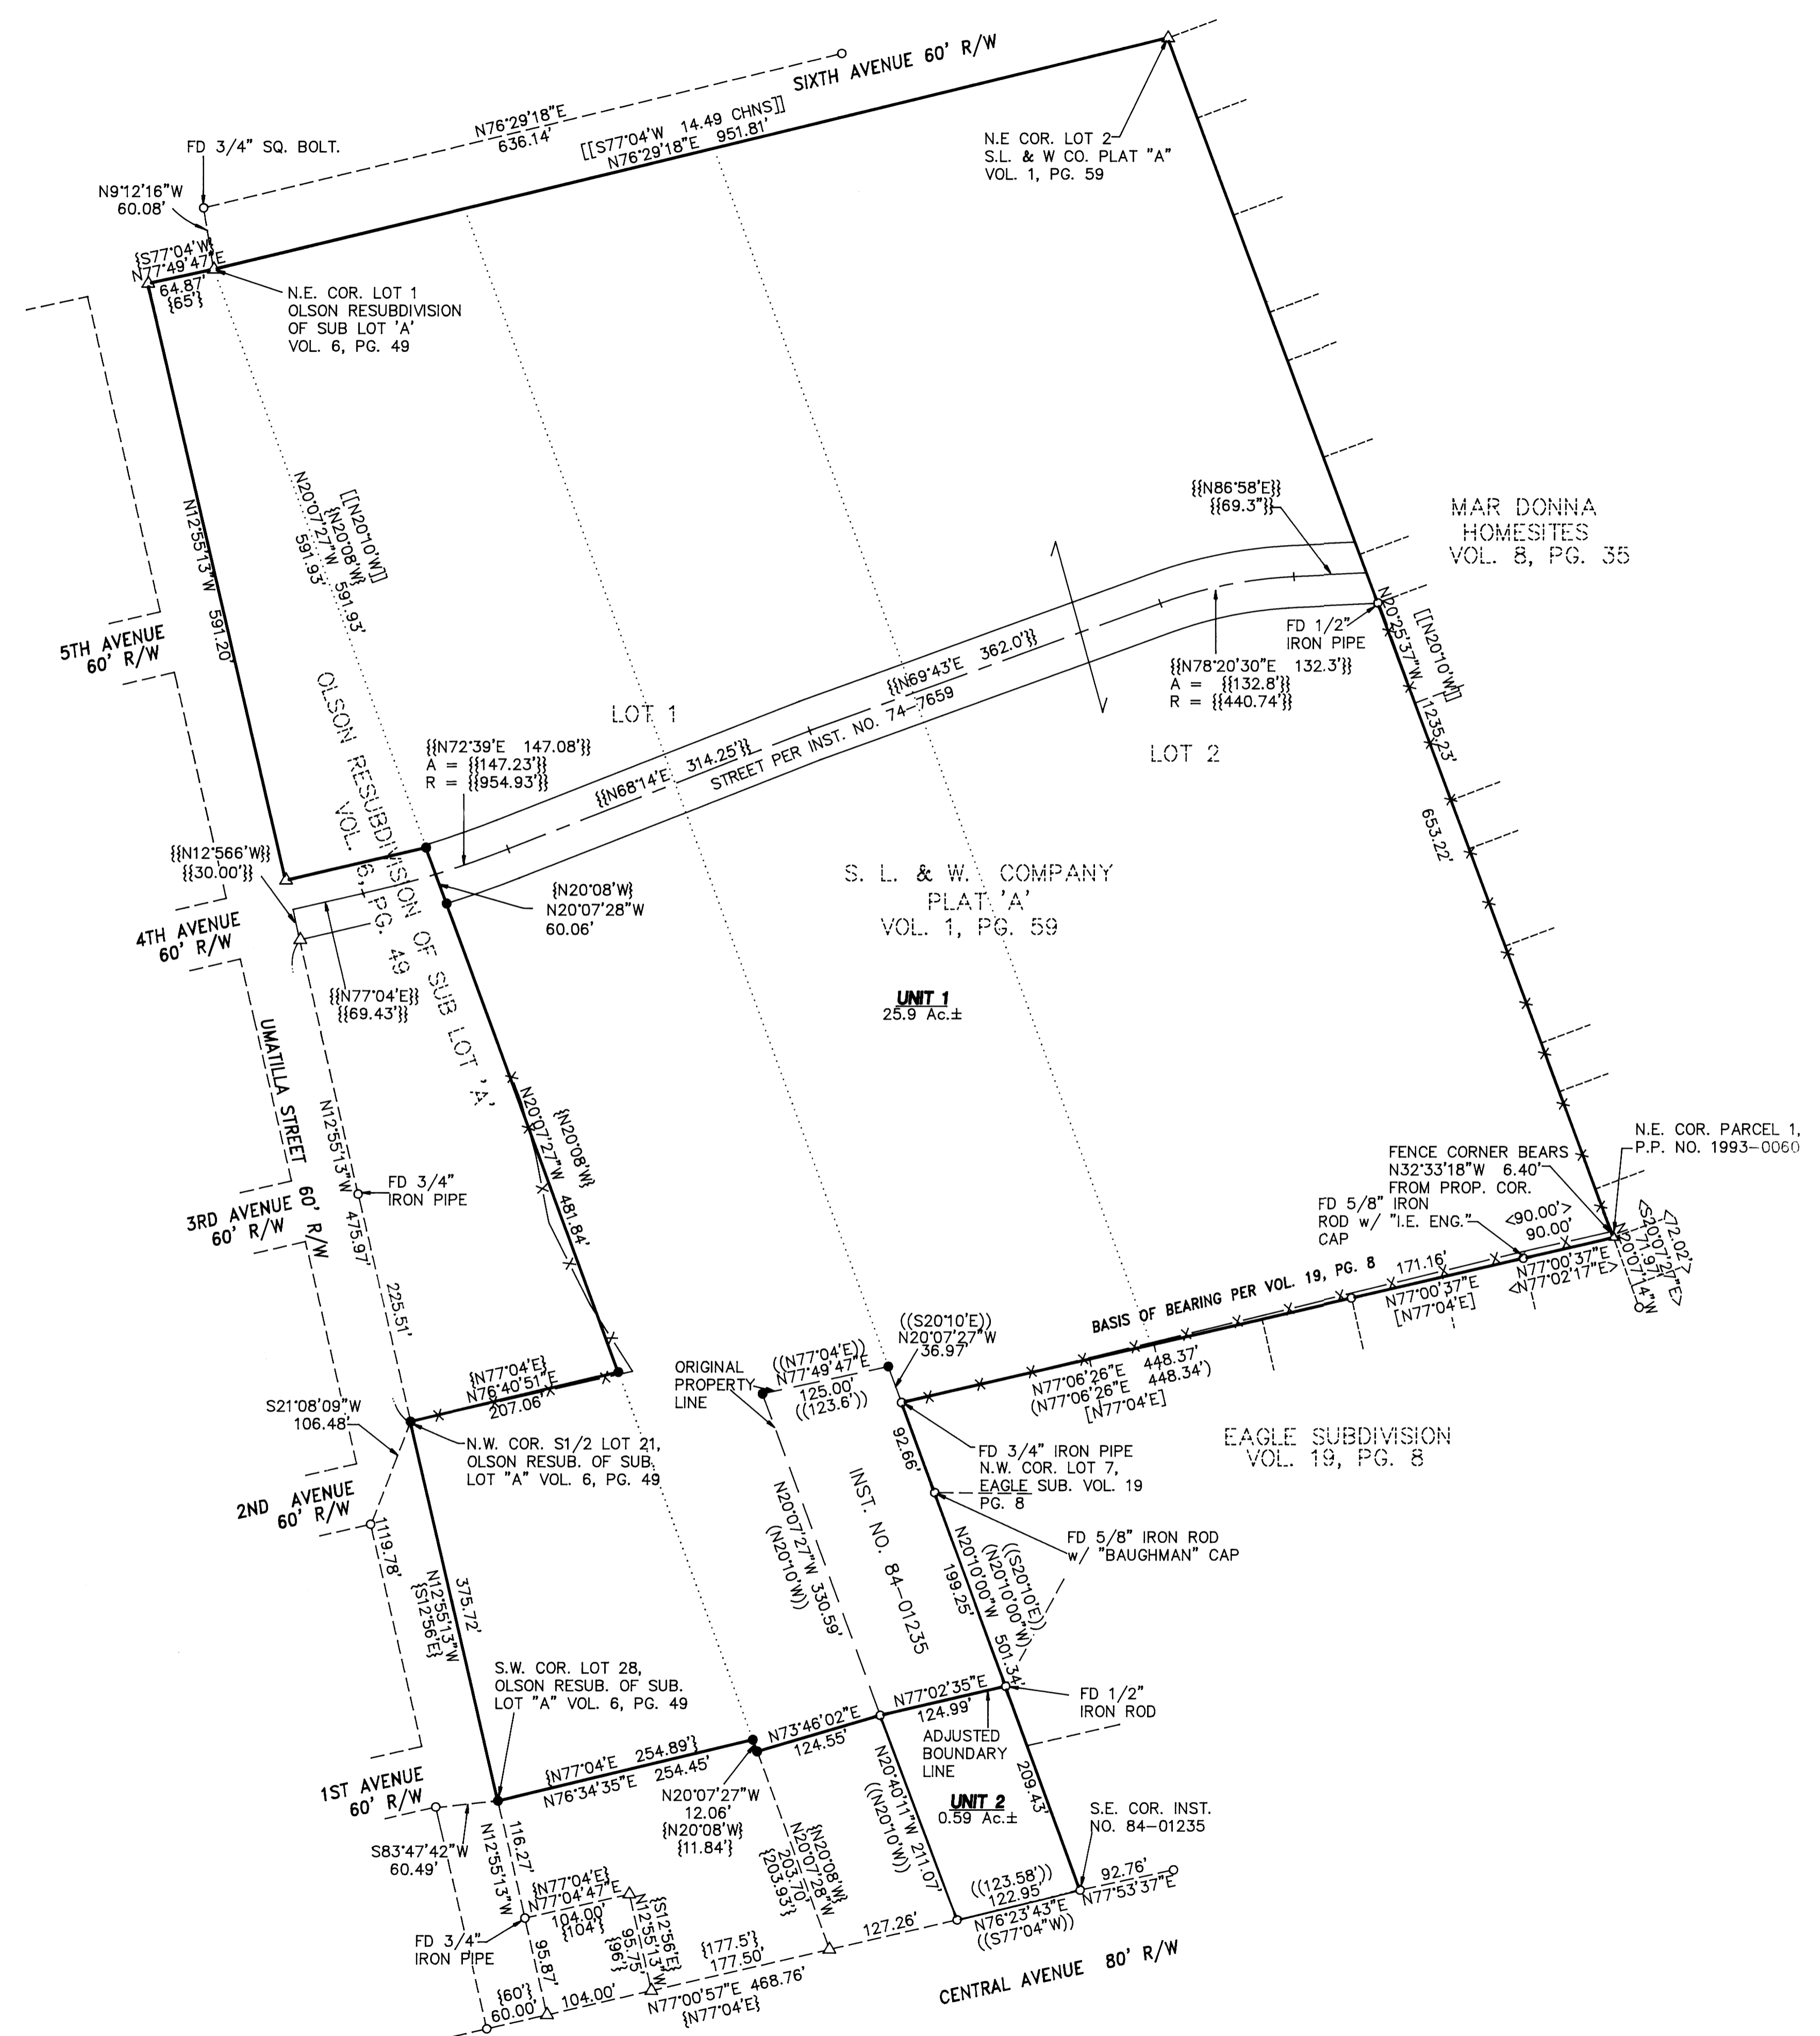 SIXTH AVENUE 60' R/W
N76°29'18"E
636.14'
[[S77°04'W 14.49 CHNS]]
N76°29'18"E 951.81'
FD 3/4" SQ. BOLT.
N.E COR. LOT 2
S.L. & W CO. PLAT "A"
VOL. 1, PG. 59
N9°12'16"W
60.08'
{S77°04'W}
N77°49'47"E
64.87'
{65'}
N.E. COR. LOT 1
OLSON RESUBDIVISION
OF SUB LOT 'A'
VOL. 6, PG. 49
N12°55'13"W 591.20'
[[N20°10'W]]
{N20°08'W}
N20°07'27"W 591.93'
591.93'
{{N86°58'E}}
{{69.3"}}
MAR DONNA
HOMESITES
VOL. 8, PG. 35
5TH AVENUE
60' R/W
FD 1/2"
IRON PIPE
N20°25'37"W 1235.23'
[[N20°10'W]]
653.22'
{{N78°20'30"E 132.3'}}
A = {{132.8'}}
R = {{440.74'}}
{{N69°43'E 362.0'}}
STREET PER INST. NO. 74-7659
{{N68°14'E 314.25'}}
LOT 1
LOT 2
OLSON RESUBDIVISION OF SUB LOT 'A'
VOL. 6, PG. 49
{{N72°39'E 147.08'}}
A = {{147.23'}}
R = {{954.93'}}
{{N12°566'W}}
{{30.00'}}
{N20°08'W}
N20°07'28"W
60.06'
S. L. & W. COMPANY
PLAT 'A'
VOL. 1, PG. 59
4TH AVENUE
60' R/W
{{N77°04'E}}
{{69.43'}}
UNIT 1
25.9 Ac.±
UMATILLA STREET 60' R/W
N12°55'13"W 475.97'
225.51'
FD 3/4"
IRON PIPE
{N20°08'W}
N20°07'27"W 481.84'
3RD AVENUE
60' R/W
N.E. COR. PARCEL 1,
P.P. NO. 1993-0060
FENCE CORNER BEARS
N32°33'18"W 6.40'
FROM PROP. COR.
FD 5/8" IRON
ROD w/ "I.E. ENG."
CAP
<90.00'>
90.00'
N77°00'37"E
<N77°02'17"E>
<72.02'>
<S20°07'27"E>
71.97'
N20°07'14"W
BASIS OF BEARING PER VOL. 19, PG. 8
171.16'
N77°00'37"E
[N77°04'E]
((S20°10'E))
N20°07'27"W
36.97'
448.37'
N77°06'26"E
(N77°06'26"E 448.34')
[N77°04'E]
ORIGINAL
PROPERTY
LINE
((N77°04'E))
N77°49'47"E
125.00'
((123.6'))
{N77°04'E}
N76°40'51"E
207.06'
S21°08'09"W
106.48'
N.W. COR. S1/2 LOT 21,
OLSON RESUB. OF SUB.
LOT "A" VOL. 6, PG. 49
92.66'
FD 3/4" IRON PIPE
N.W. COR. LOT 7,
EAGLE SUB. VOL. 19
PG. 8
EAGLE SUBDIVISION
VOL. 19, PG. 8
2ND AVENUE
60' R/W
1119.78'
N20°07'27"W 330.59'
(N20°10'W))
INST. NO. 84-01235
FD 5/8" IRON ROD
w/ "BAUGHMAN" CAP
((S20°10'E))
(N20°10'00"W)
N20°10'00"W 501.34'
199.25'
375.72'
N12°55'13"W
{S12°56'E}
S.W. COR. LOT 28,
OLSON RESUB. OF SUB.
LOT "A" VOL. 6, PG. 49
N77°02'35"E
124.99'
FD 1/2"
IRON ROD
N73°46'02"E
124.55'
ADJUSTED
BOUNDARY
LINE
{N77°04'E 254.89'}
N76°34'35"E 254.45'
1ST AVENUE
60' R/W
N20°07'27"W
12.06'
{N20°08'W}
{11.84'}
UNIT 2
0.59 Ac.±
209.43'
S.E. COR. INST.
NO. 84-01235
N20°40'11"W 211.07'
((N20°10'W))
S83°47'42"W
60.49'
116.27'
N12°55'13"W
{N20°08'W}
N20°07'28"W
203.70'
{203.93'}
{N77°04'E}
N77°04'47"E
104.00'
{104'}
{S12°56'E}
N12°55'13"W
95.75'
{96'}
((123.58'))
122.95'
N76°23'43"E
((S77°04"W))
92.76'
N77°53'37"E
FD 3/4"
IRON PIPE
95.87'
127.26'
{177.5'}
177.50'
{60'}
60.00'
104.00'
N77°00'57"E 468.76'
{N77°04'E}
CENTRAL AVENUE 80' R/W